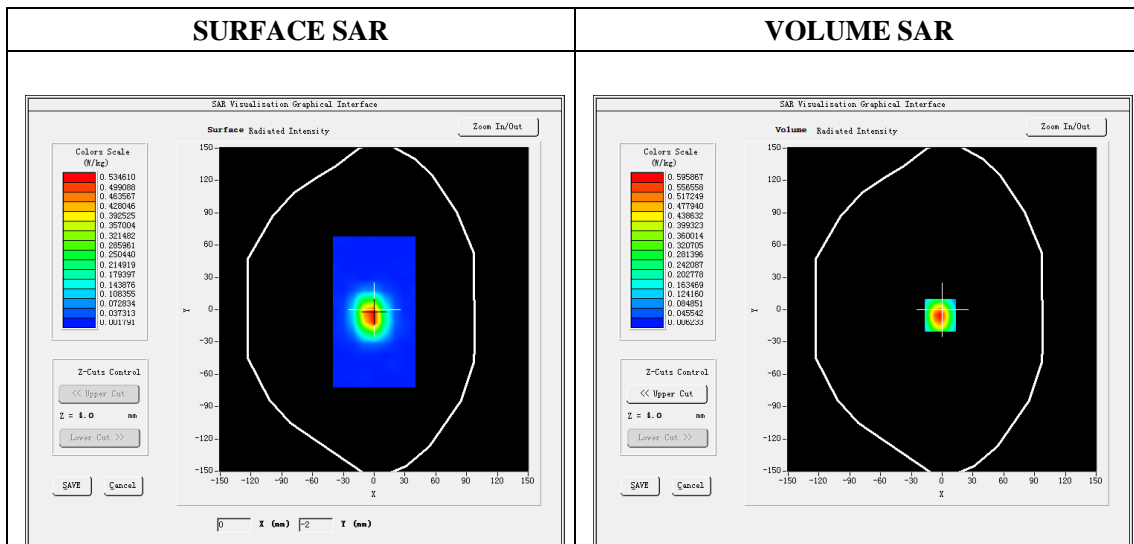 SURFACE SAR
VOLUME SAR
SAR Visualisation Graphical Interface
Surface Radiated Intensity
Zoom In/Out
Colors Scale
(W/kg)
0.534610
0.499088
0.463567
0.428046
0.392525
0.357004
0.321482
0.285961
0.250440
0.214919
0.179397
0.143876
0.108355
0.072834
0.037313
0.001791
150
120
90
60
30
0
-30
-60
-90
-120
-150
Y
-150 -120 -90 -60 -30 0 30 60 90 120 150
X
Z-Cuts Control
<< Upper Cut
Z = 4.0 mm
Lower Cut >>
SAVE Cancel
0 X (mm) -2 Y (mm)
SAR Visualisation Graphical Interface
Volume Radiated Intensity
Zoom In/Out
Colors Scale
(W/kg)
0.595867
0.556558
0.517249
0.477940
0.438632
0.399323
0.360014
0.320705
0.281396
0.242087
0.202778
0.163469
0.124160
0.084851
0.045542
0.006233
150
120
90
60
30
0
-30
-60
-90
-120
-150
Y
-150 -120 -90 -60 -30 0 30 60 90 120 150
X
Z-Cuts Control
<< Upper Cut
Z = 4.0 mm
Lower Cut >>
SAVE Cancel